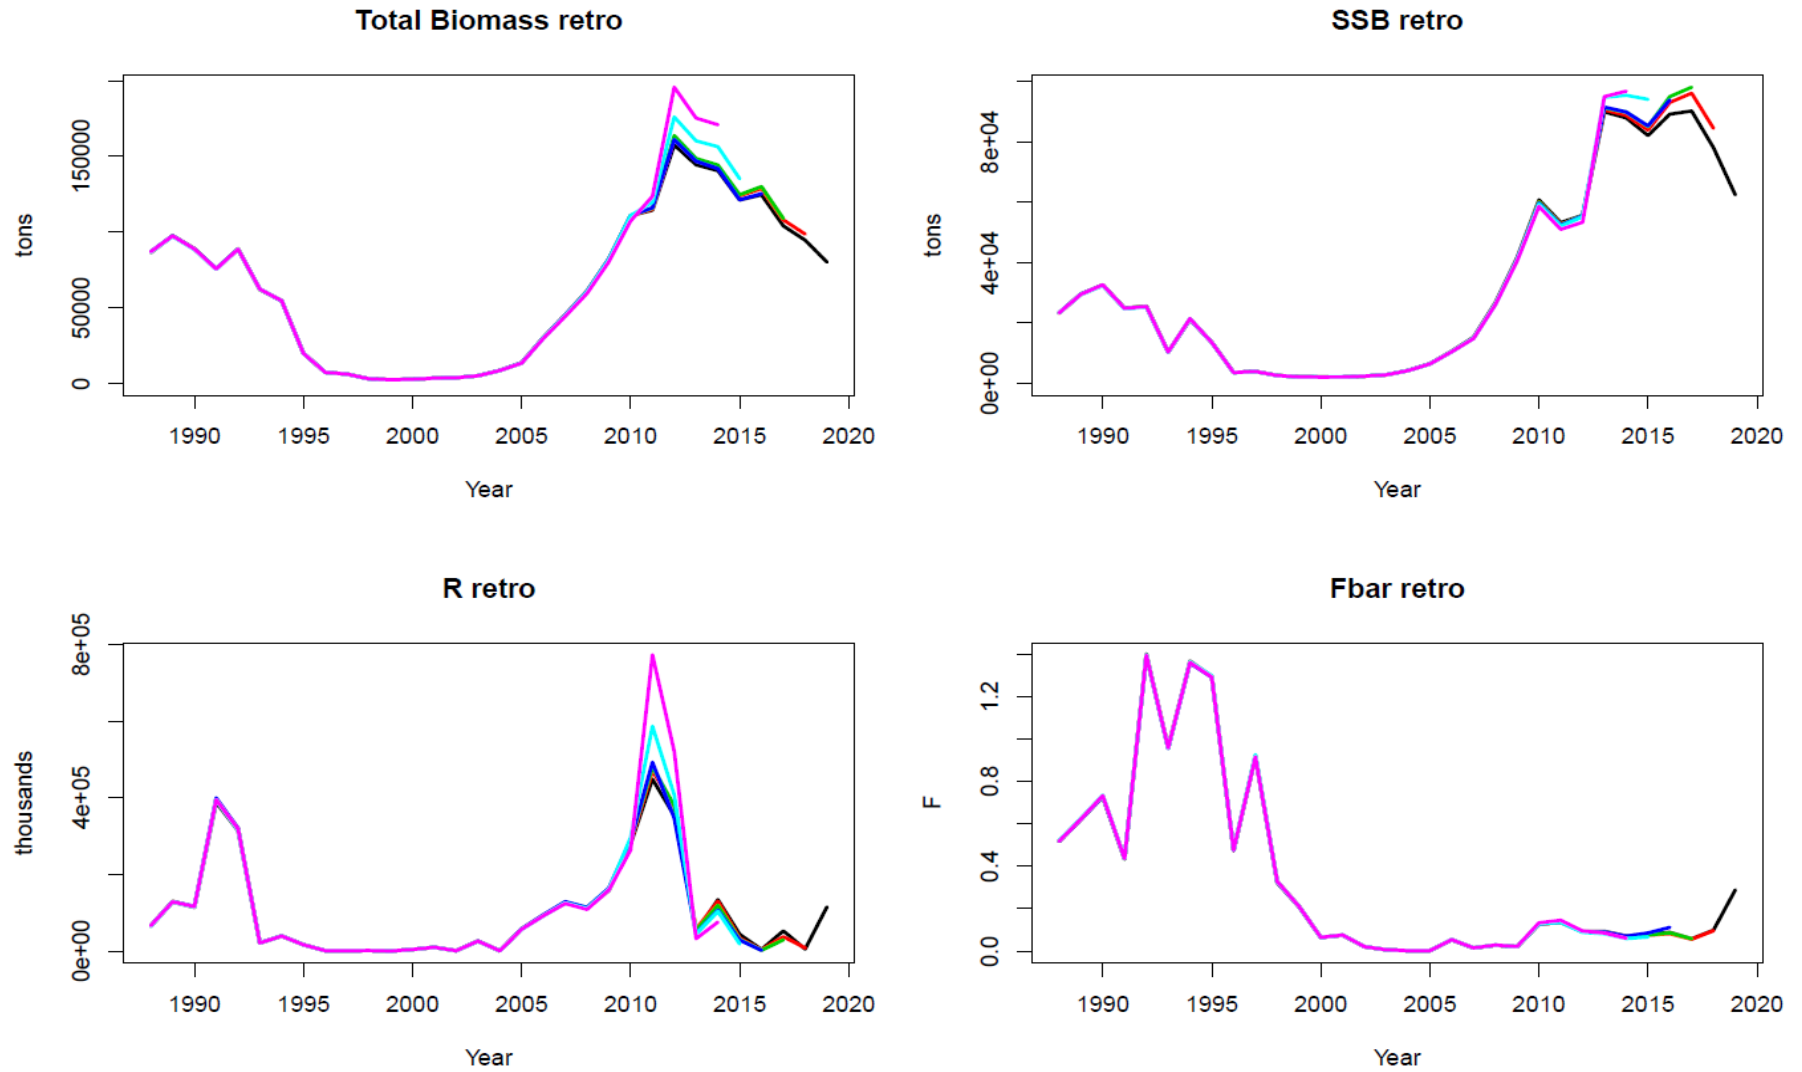 Total Biomass retro
tons
0
50000
150000
1990 1995 2000 2005 2010 2015 2020
Year
SSB retro
tons
0e+00
4e+04
8e+04
1990 1995 2000 2005 2010 2015 2020
Year
R retro
thousands
0e+00
4e+05
8e+05
1990 1995 2000 2005 2010 2015 2020
Year
Fbar retro
F
0.0
0.4
0.8
1.2
1990 1995 2000 2005 2010 2015 2020
Year